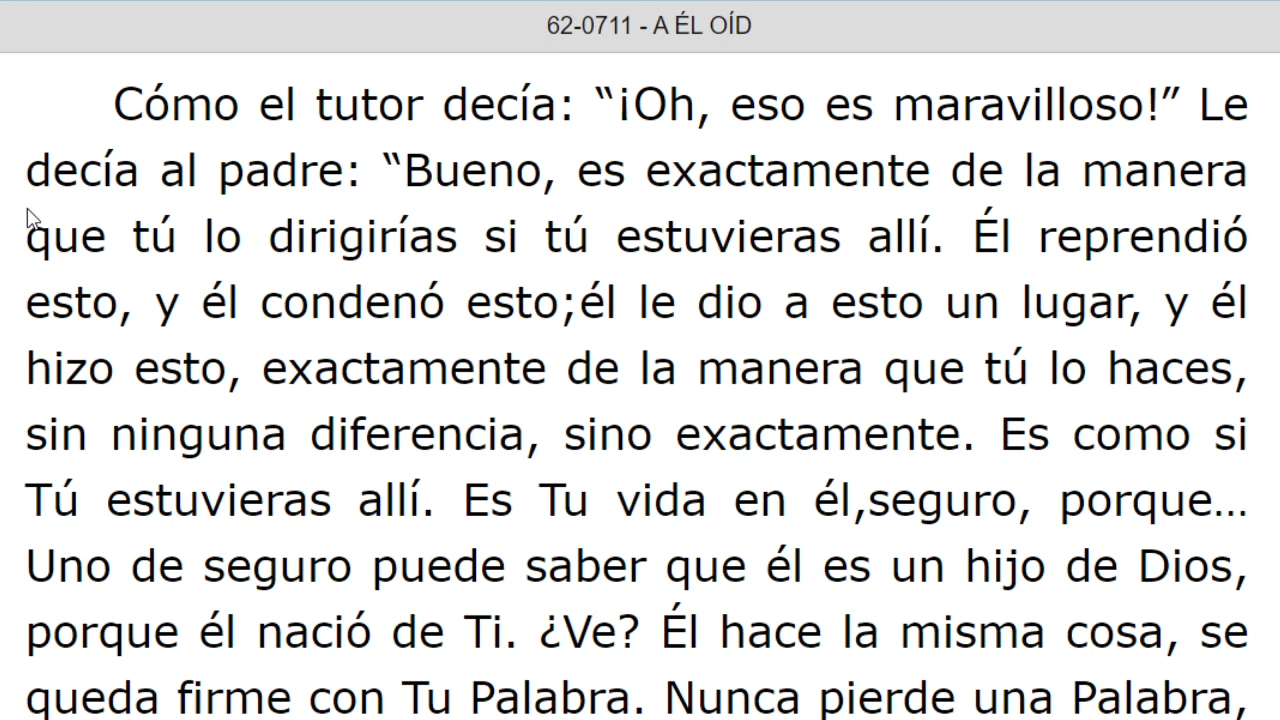 62-0711 - A ÉL OÍD
Cómo el tutor decía: “¡Oh, eso es maravilloso!” Le
decía al padre: “Bueno, es exactamente de la manera
que tú lo dirigirías si tú estuvieras allí. Él reprendió
esto, y él condenó esto;él le dio a esto un lugar, y él
hizo esto, exactamente de la manera que tú lo haces,
sin ninguna diferencia, sino exactamente. Es como si
Tú estuvieras allí. Es Tu vida en él,seguro, porque…
Uno de seguro puede saber que él es un hijo de Dios,
porque él nació de Ti. ¿Ve? Él hace la misma cosa, se
queda firme con Tu Palabra. Nunca pierde una Palabra,